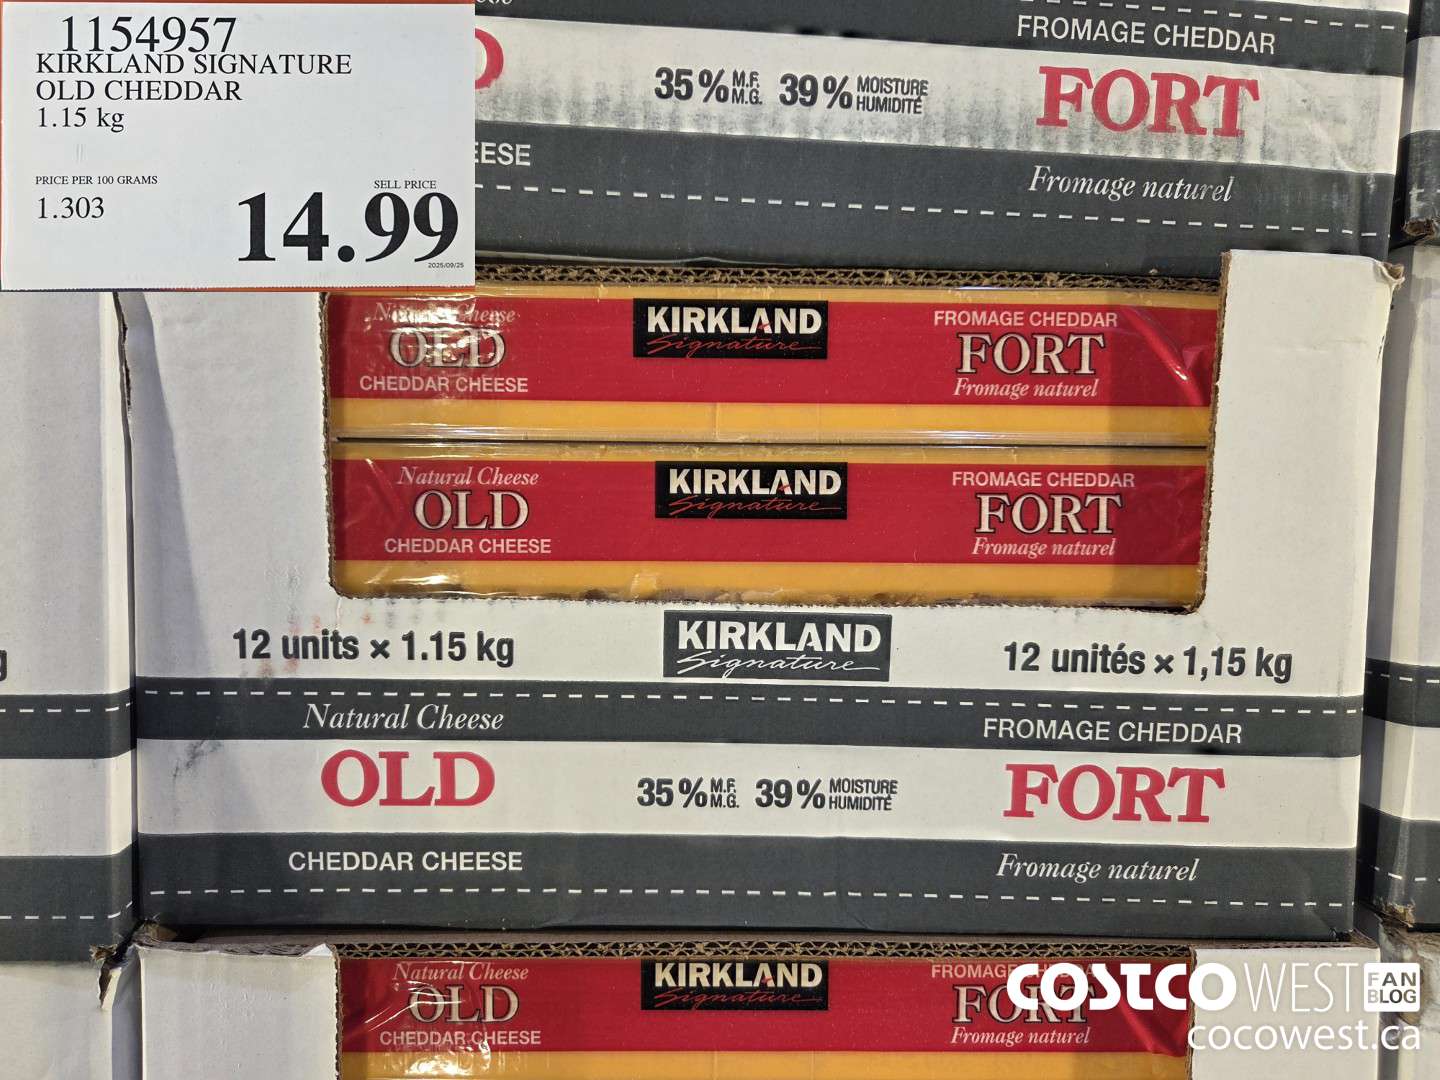 1154957
KIRKLAND SIGNATURE
OLD CHEDDAR
1.15 kg
PRICE PER 100 GRAMS
1.303
SELL PRICE
14.99
2025/09/25
FROMAGE CHEDDAR
35% M.F. M.G. 39% MOISTURE HUMIDITÉ
FORT
Fromage naturel
Natural Cheese
OLD
CHEDDAR CHEESE
KIRKLAND
Signature
FROMAGE CHEDDAR
FORT
Fromage naturel
Natural Cheese
OLD
CHEDDAR CHEESE
KIRKLAND
Signature
FROMAGE CHEDDAR
FORT
Fromage naturel
12 units × 1.15 kg
KIRKLAND
Signature
12 unités × 1,15 kg
Natural Cheese
OLD
CHEDDAR CHEESE
35% M.F. M.G. 39% MOISTURE HUMIDITÉ
FROMAGE CHEDDAR
FORT
Fromage naturel
Natural Cheese
OLD
CHEDDAR CHEESE
KIRKLAND
Signature
FORT
Fromage naturel
COSTCO WEST FAN BLOG
cocowest.ca